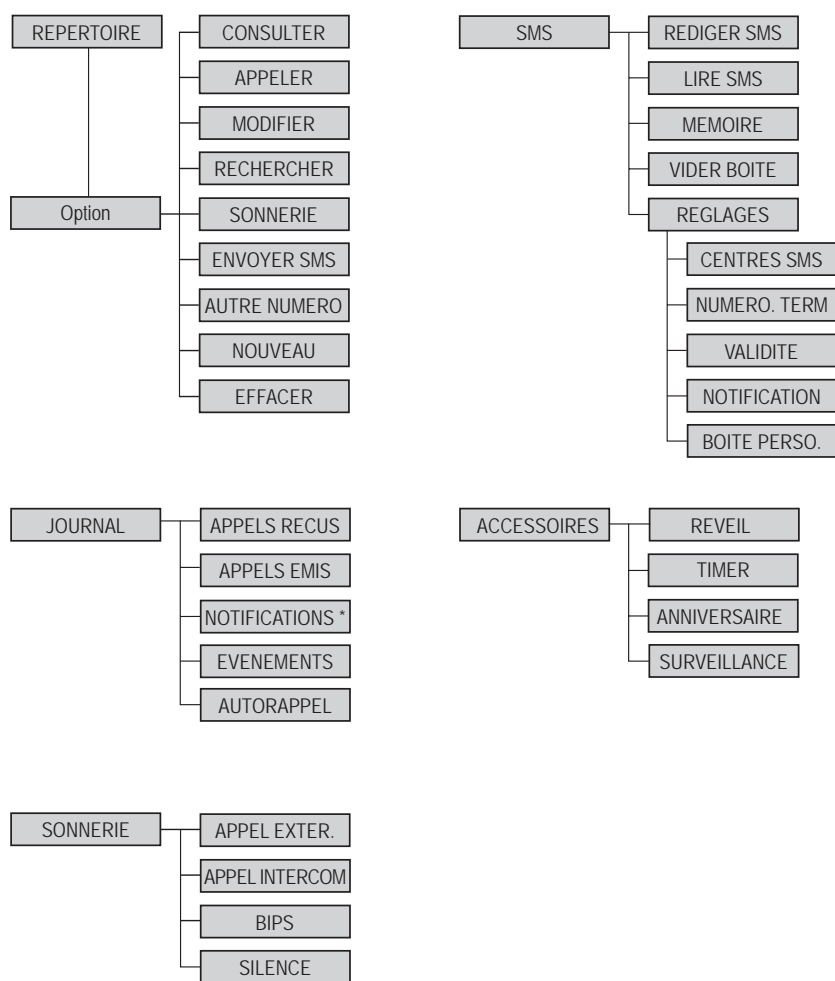 REPERTOIRE
Option
CONSULTER
APPELER
MODIFIER
RECHERCHER
SONNERIE
ENVOYER SMS
AUTRE NUMERO
NOUVEAU
EFFACER
SMS
REDIGER SMS
LIRE SMS
MEMOIRE
VIDER BOITE
REGLAGES
CENTRES SMS
NUMERO. TERM
VALIDITE
NOTIFICATION
BOITE PERSO.
JOURNAL
APPELS RECUS
APPELS EMIS
NOTIFICATIONS *
EVENEMENTS
AUTORAPPEL
ACCESSOIRES
REVEIL
TIMER
ANNIVERSAIRE
SURVEILLANCE
SONNERIE
APPEL EXTER.
APPEL INTERCOM
BIPS
SILENCE